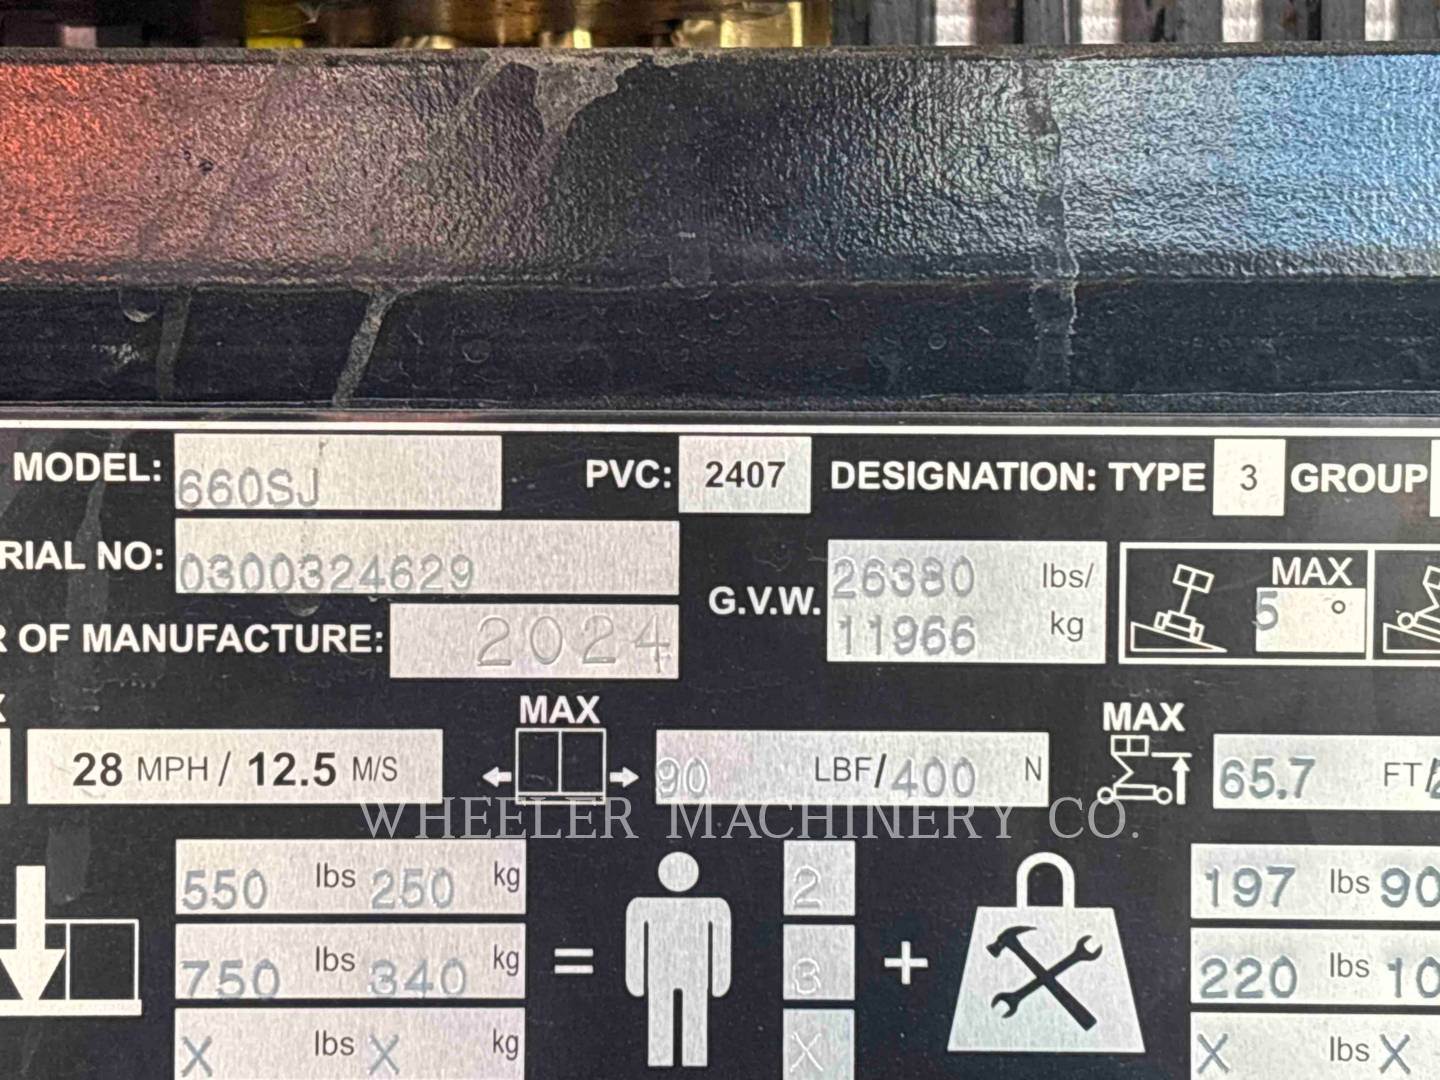 MODEL: 660SJ PVC: 2407 DESIGNATION: TYPE 3 GROUP
RIAL NO: 0300324629
G.V.W. 26380 lbs/
11966 kg
MAX
5 °
R OF MANUFACTURE: 2024
X MAX MAX
28 MPH / 12.5 M/S 90 LBF/400 N 65.7 FT/
WHEELER MACHINERY CO.
550 lbs 250 kg 2 197 lbs 90
750 lbs 340 kg = 3 + 220 lbs 10
X lbs X kg X X lbs X